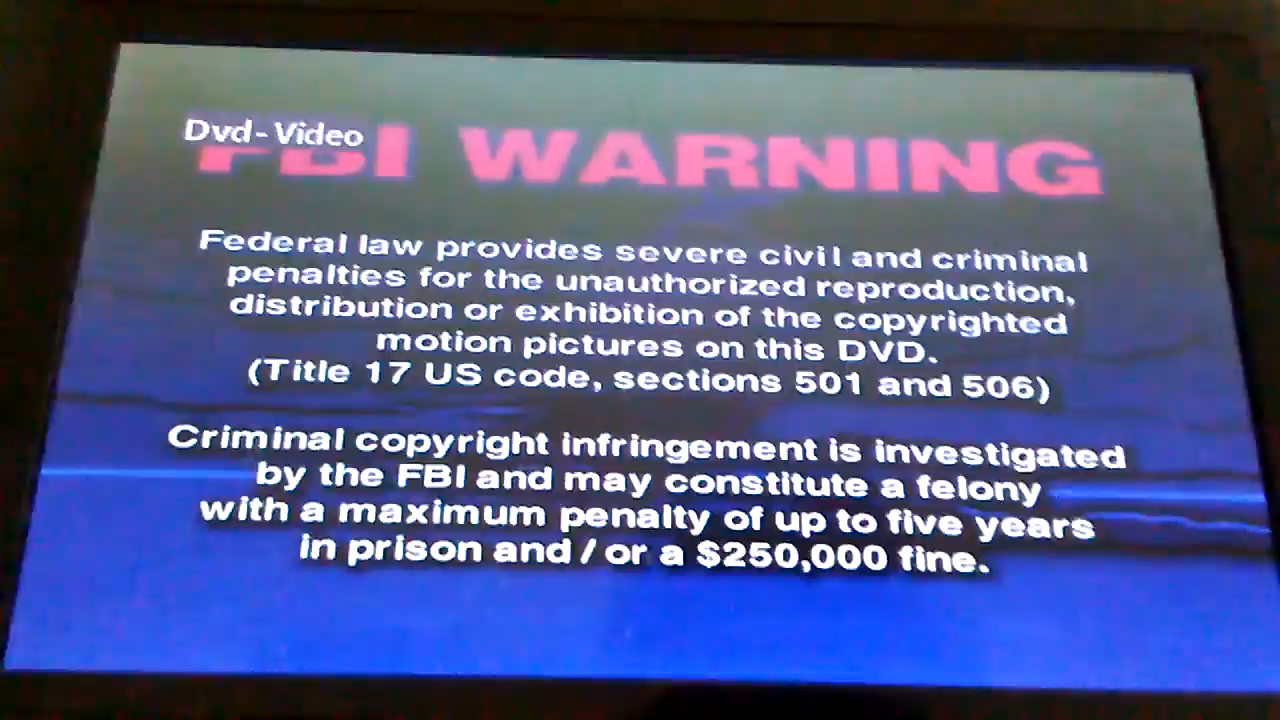 Dvd-Video
FBI WARNING
Federal law provides severe civil and criminal
penalties for the unauthorized reproduction,
distribution or exhibition of the copyrighted
motion pictures on this DVD.
(Title 17 US code, sections 501 and 506)
Criminal copyright infringement is investigated
by the FBI and may constitute a felony
with a maximum penalty of up to five years
in prison and/or a $250,000 fine.